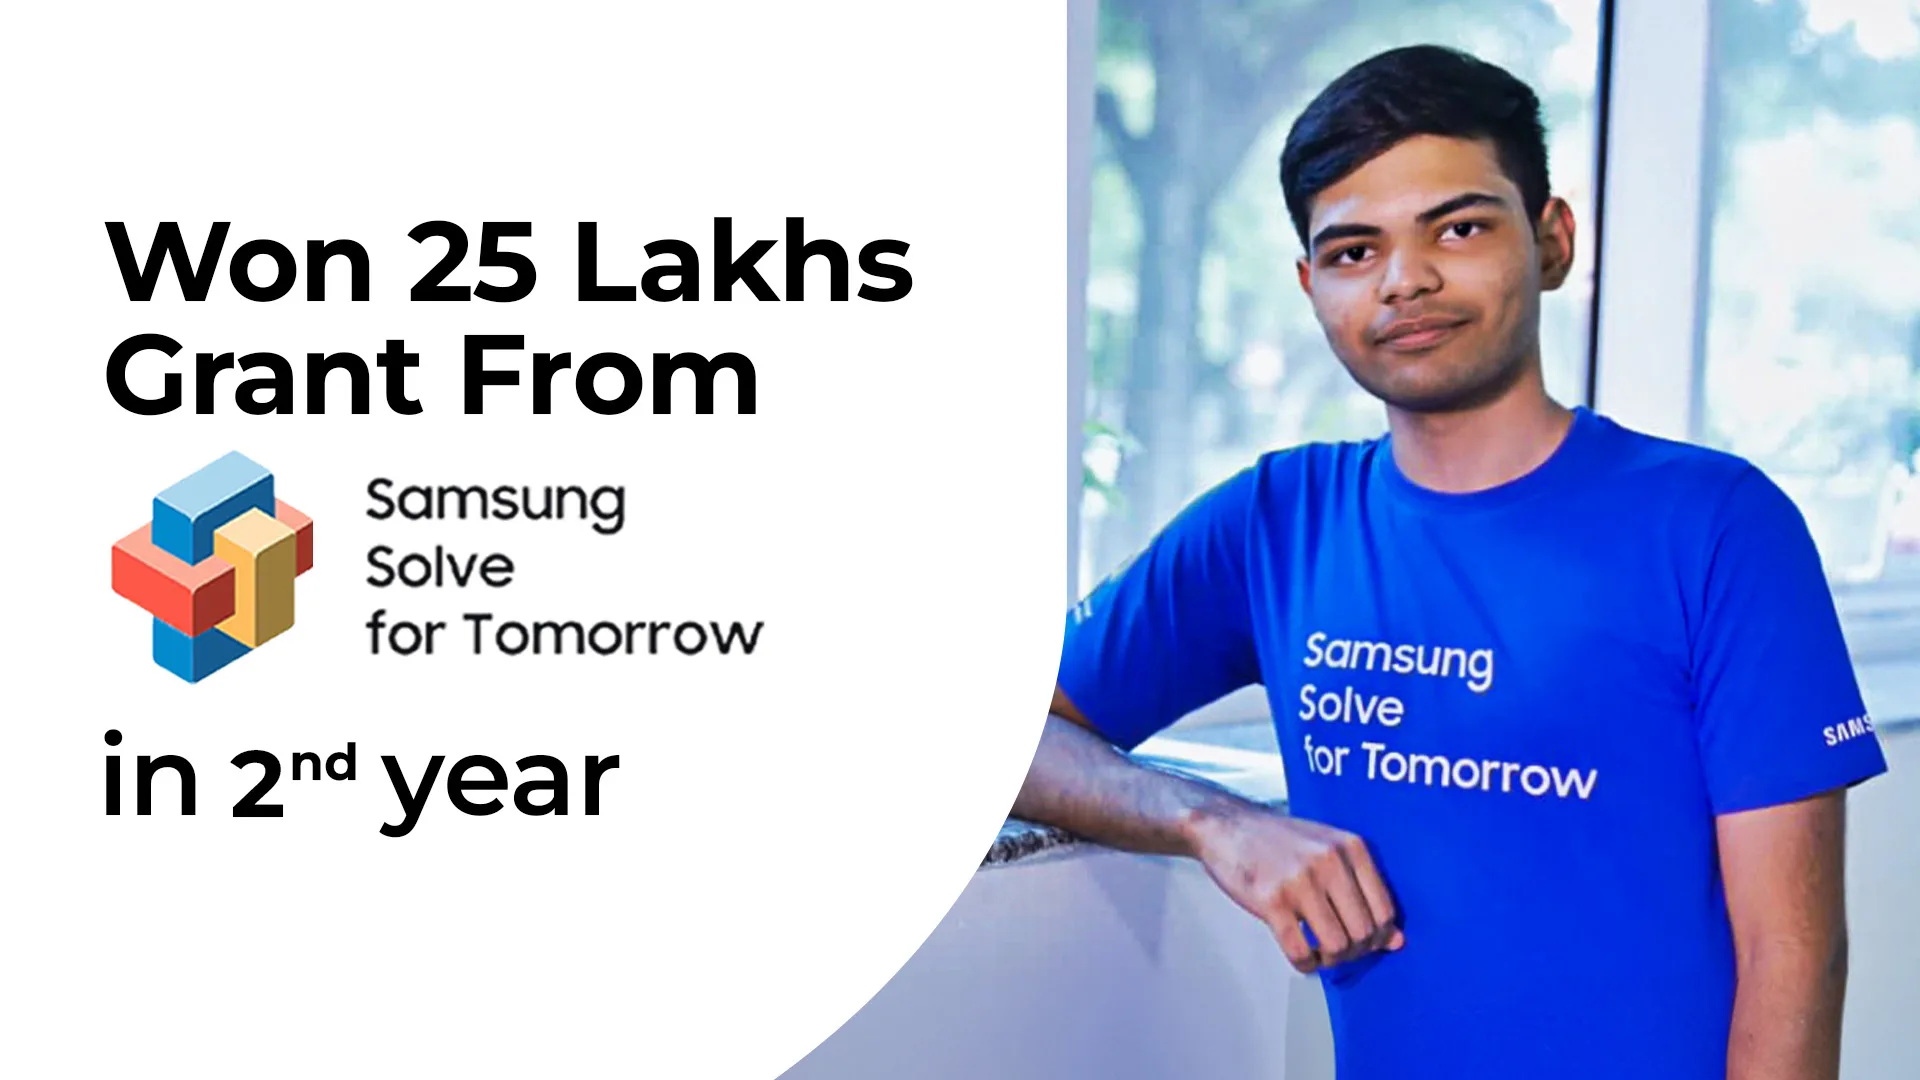 Won 25 Lakhs
Grant From
Samsung
Solve
for Tomorrow
in 2nd year
Samsung
Solve
for Tomorrow